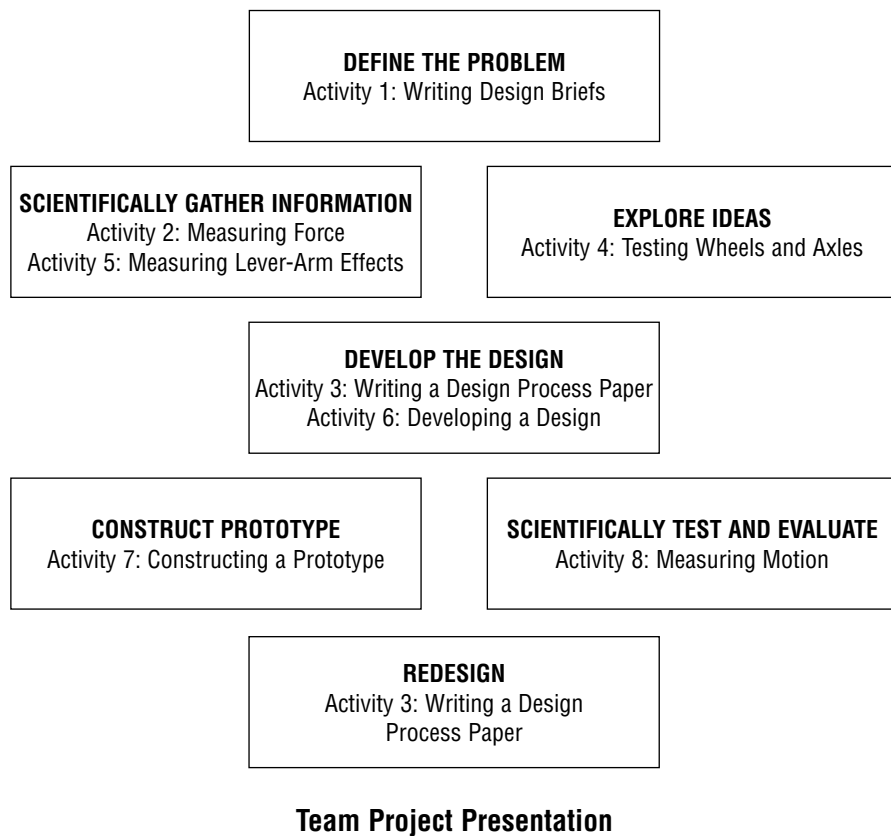 DEFINE THE PROBLEM
Activity 1: Writing Design Briefs
SCIENTIFICALLY GATHER INFORMATION
Activity 2: Measuring Force
Activity 5: Measuring Lever-Arm Effects
EXPLORE IDEAS
Activity 4: Testing Wheels and Axles
DEVELOP THE DESIGN
Activity 3: Writing a Design Process Paper
Activity 6: Developing a Design
CONSTRUCT PROTOTYPE
Activity 7: Constructing a Prototype
SCIENTIFICALLY TEST AND EVALUATE
Activity 8: Measuring Motion
REDESIGN
Activity 3: Writing a Design
Process Paper
Team Project Presentation